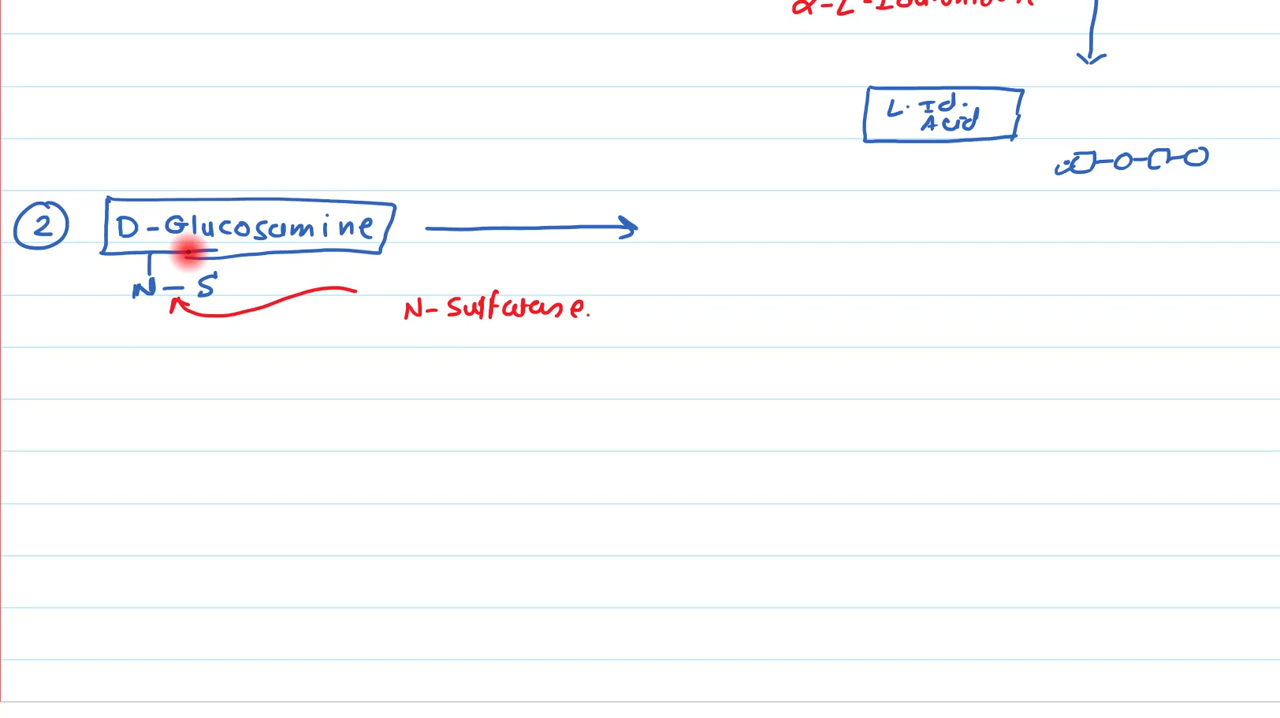 L. Id.
Acid
2 D-Glucosamine
N-S
N-Sulfatase.